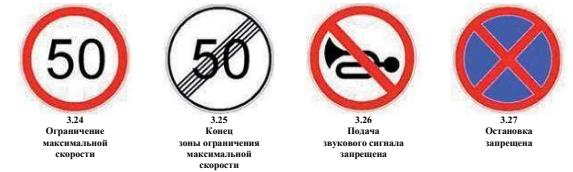 50
50
3.24
Ограничение
максимальной
скорости
3.25
Конец
зоны ограничения
максимальной
скорости
3.26
Подача
звукового сигнала
запрещена
3.27
Остановка
запрещена